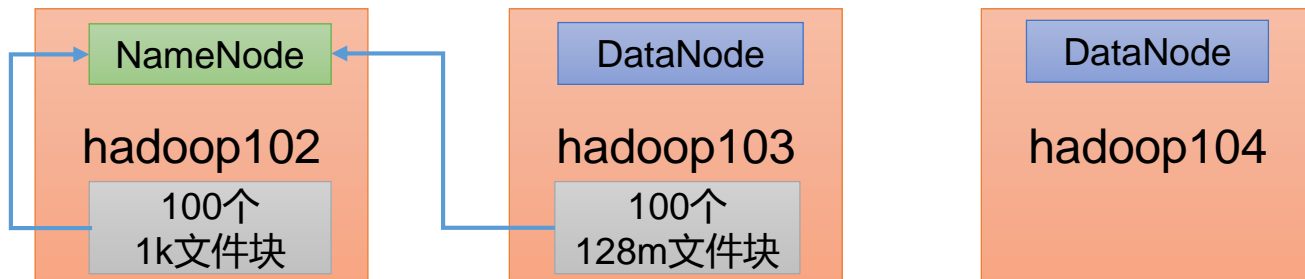 NameNode
hadoop102
100个
1k文件块
DataNode
hadoop103
100个
128m文件块
DataNode
hadoop104